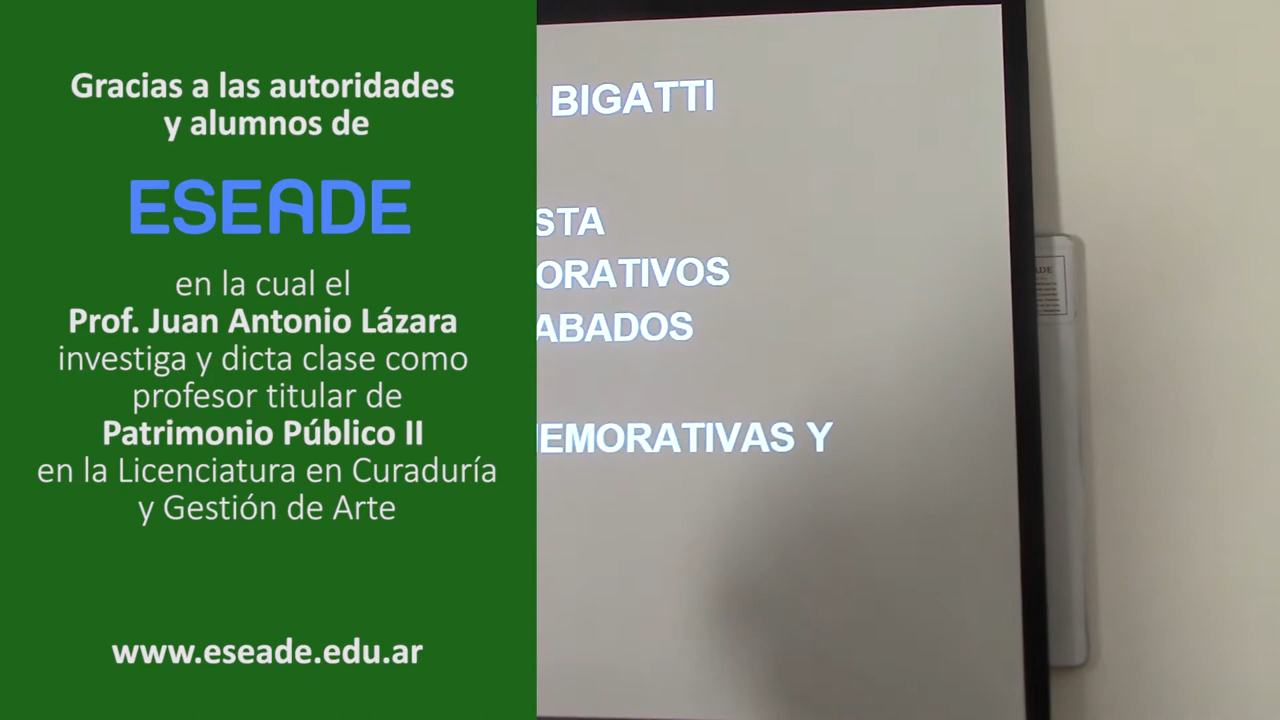 Gracias a las autoridades
y alumnos de
ESEADE
en la cual el
Prof. Juan Antonio Lázara
investiga y dicta clase como
profesor titular de
Patrimonio Público II
en la Licenciatura en Curaduría
y Gestión de Arte
www.eseade.edu.ar
BIGATTI
STA
ORATIVOS
ABADOS
EMORATIVAS Y